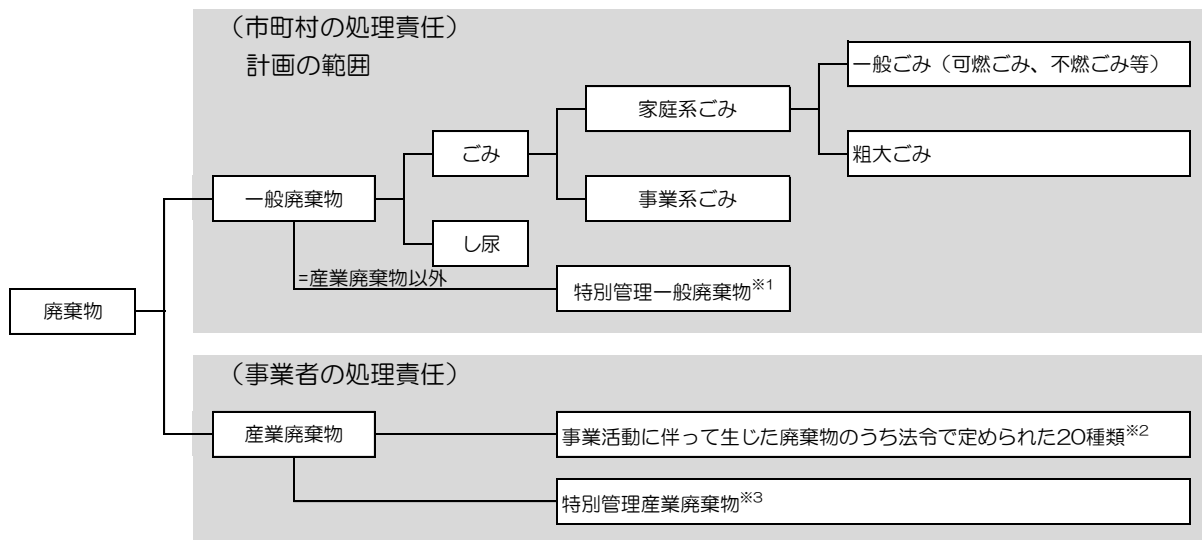 （市町村の処理責任）
計画の範囲
一般ごみ（可燃ごみ、不燃ごみ等）
家庭系ごみ
ごみ
粗大ごみ
一般廃棄物
事業系ごみ
し尿
=産業廃棄物以外
特別管理一般廃棄物※1
廃棄物
（事業者の処理責任）
産業廃棄物
事業活動に伴って生じた廃棄物のうち法令で定められた20種類※2
特別管理産業廃棄物※3